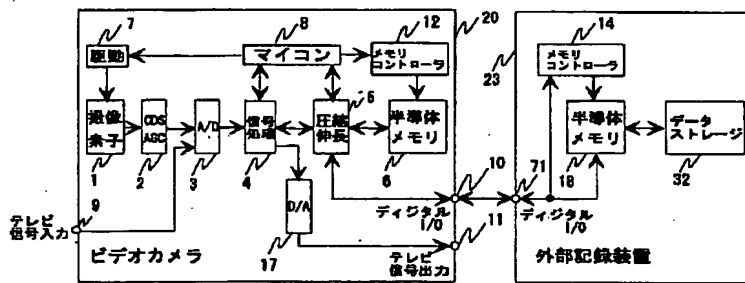 7
8
12
20
14
23
駆動
マイコン
メモリ
コントローラ
メモリ
コントローラ
撮像
素子
CDS
AGC
A/D
信号
処理
圧縮
伸長
5
半導体
メモリ
半導体
メモリ
データ
ストレージ
1
2
3
4
6
18
32
10
71
9
D/A
17
ディジタル
I/O
11
ディジタル
I/O
テレビ
信号入力
ビデオカメラ
テレビ
信号出力
外部記録装置